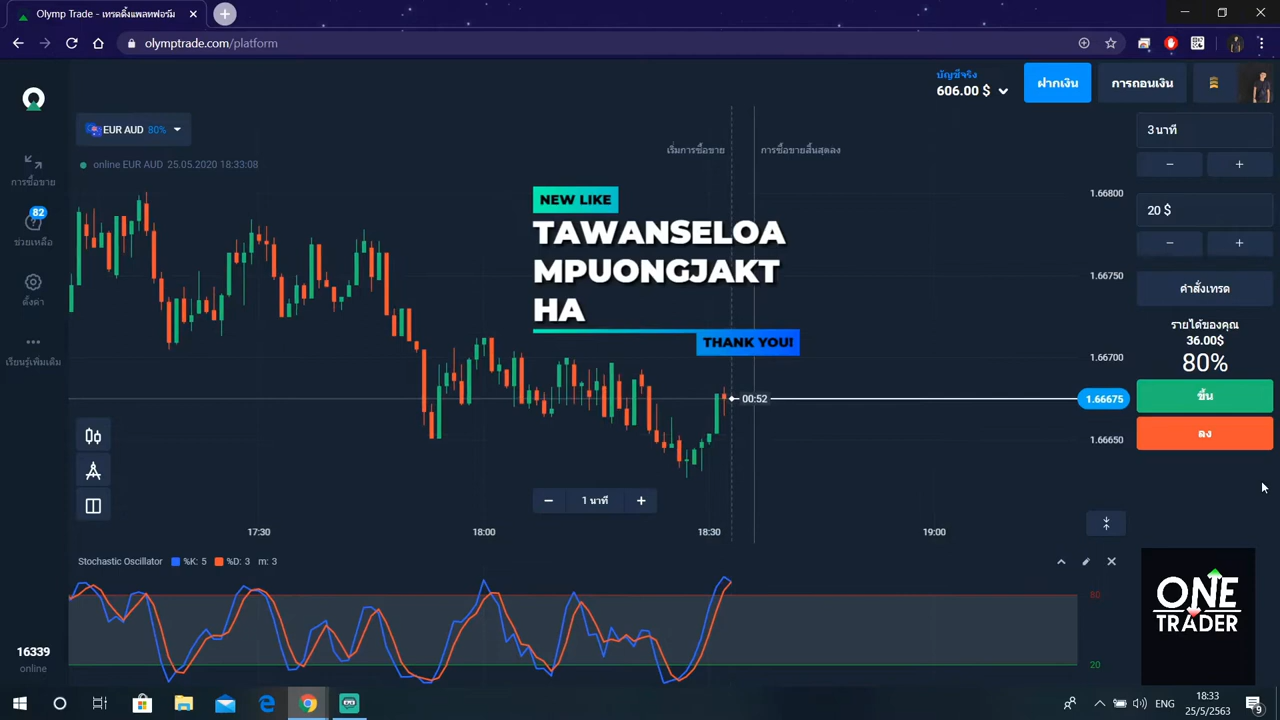 Olymp Trade - เทรดดิ้งแพลทฟอร์ม
olymptrade.com/platform
บัญชีจริง
606.00 $
ฝากเงิน
การถอนเงิน
EUR AUD 80%
online EUR AUD 25.05.2020 18:33:08
เริ่มการซื้อขาย
การซื้อขายสิ้นสุดลง
3 นาที
− +
20 $
− +
คำสั่งเทรด
รายได้ของคุณ
36.00$
80%
ขึ้น
ลง
การซื้อขาย
82
ช่วยเหลือ
ตั้งค่า
เรียนรู้เพิ่มเติม
NEW LIKE
TAWANSELOA
MPUONGJAKT
HA
THANK YOU!
1.66800
1.66750
1.66700
1.66675
1.66650
00:52
− 1 นาที +
17:30
18:00
18:30
19:00
Stochastic Oscillator %K: 5 %D: 3 m: 3
80
20
ONE
TRADER
16339
online
ENG
18:33
25/5/2563
9